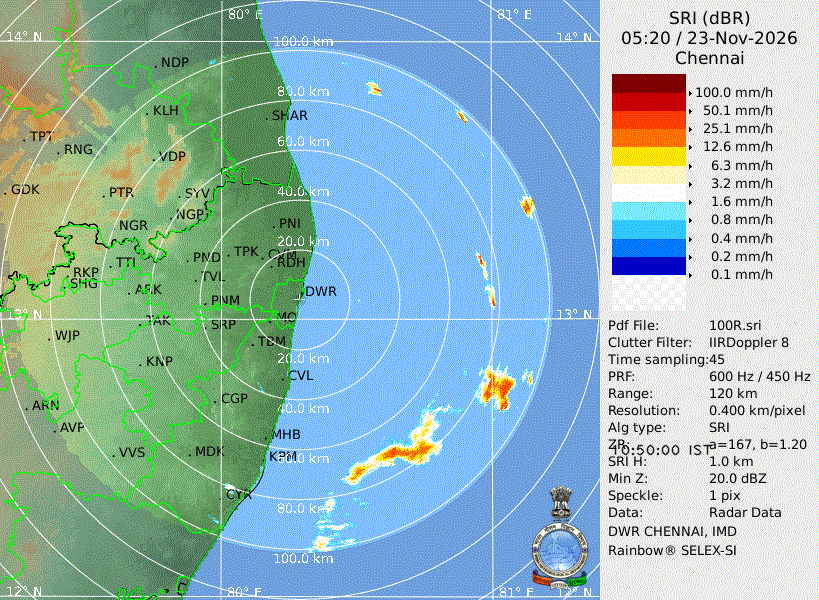 80° E
81° E
14° N
14° N
100.0 km
NDP
80.0 km
KLH
SHAR
TPT
60.0 km
RNG
VDP
GDK
PTR
SYV
40.0 km
NGP
NGR
PNI
20.0 km
TPK
PND
TTI
RDH
RKP
TVL
SHG
ARK
DWR
PNM
13° N
13° N
TAK
SRP
MO
WJP
TBM
20.0 km
KNP
CVL
CGP
ARN
40.0 km
AVP
MHB
VVS
MDK
KPM
60.0 km
CYR
80.0 km
100.0 km
12° N
80° E
81° E
12° N
SRI (dBR)
05:20 / 23-Nov-2026
Chennai
100.0 mm/h
50.1 mm/h
25.1 mm/h
12.6 mm/h
6.3 mm/h
3.2 mm/h
1.6 mm/h
0.8 mm/h
0.4 mm/h
0.2 mm/h
0.1 mm/h
Pdf File: 100R.sri
Clutter Filter: IIRDoppler 8
Time sampling:45
PRF: 600 Hz / 450 Hz
Range: 120 km
Resolution: 0.400 km/pixel
Alg type: SRI
ZR: a=167, b=1.20
10:50:00 IST
SRI H: 1.0 km
Min Z: 20.0 dBZ
Speckle: 1 pix
Data: Radar Data
DWR CHENNAI, IMD
Rainbow® SELEX-SI